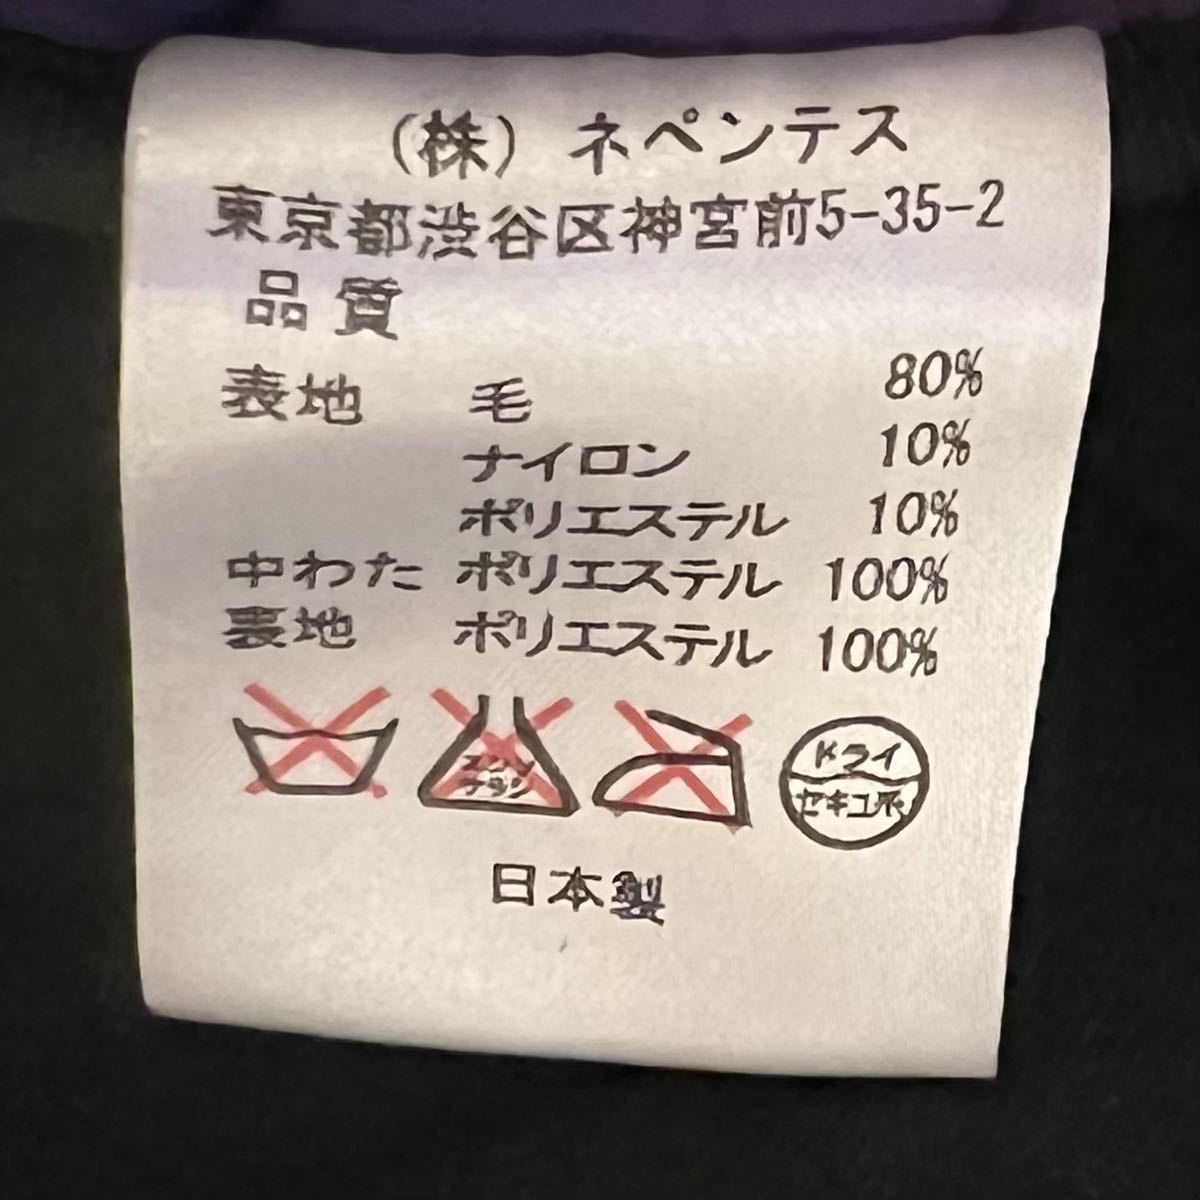 (株) ネペンテス
東京都渋谷区神宮前5-35-2
品質
表地 毛 80%
ナイロン 10%
ポリエステル 10%
中わた ポリエステル 100%
表地 ポリエステル 100%
エンソ
サラシ
ドライ
セキユ系
日本製